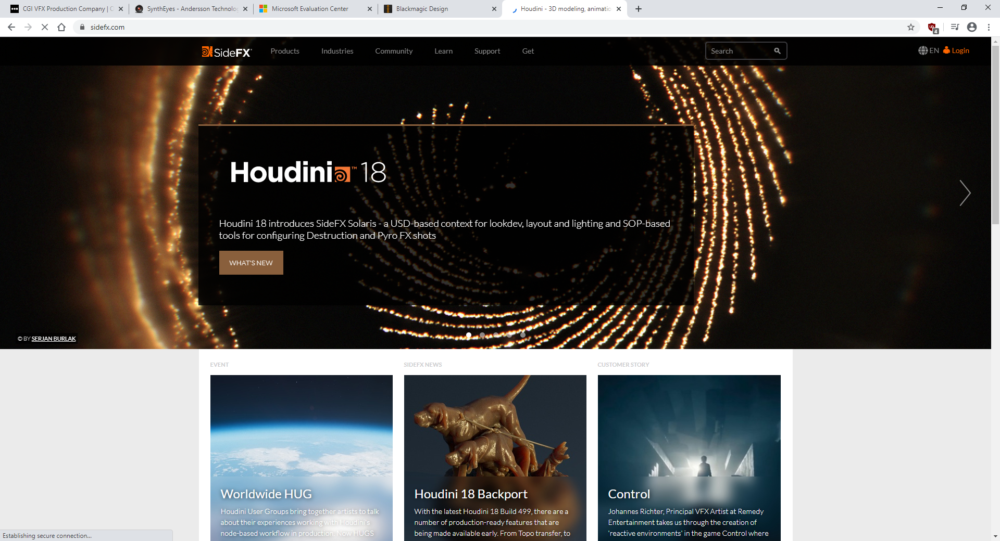 CGI VFX Production Company |
SynthEyes - Andersson Technolo
Microsoft Evaluation Center
Blackmagic Design
Houdini - 3D modeling, animatio
sidefx.com
4
SideFX
Products
Industries
Community
Learn
Support
Get
Search
EN
Login
Houdini™ 18
Houdini 18 introduces SideFX Solaris - a USD-based context for lookdev, layout and lighting and SOP-based
tools for configuring Destruction and Pyro FX shots
WHAT'S NEW
© BY SERJAN BURLAK
EVENT
SIDEFX NEWS
CUSTOMER STORY
Worldwide HUG
Houdini User Groups bring together artists to talk
about their experiences working with Houdini's
node-based workflow in production. Now HUGS
Houdini 18 Backport
With the latest Houdini 18 Build 499, there are a
number of production-ready features that are
being made available early. From Topo transfer, to
Control
Johannes Richter, Principal VFX Artist at Remedy
Entertainment takes us through the creation of
'reactive environments' in the game Control where
Establishing secure connection...